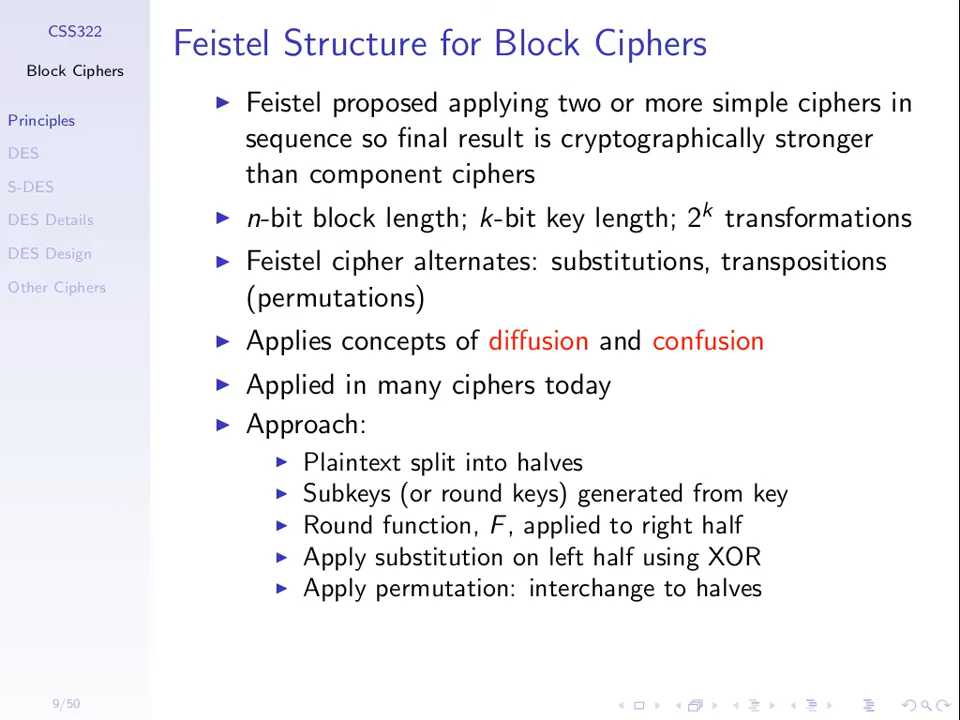 CSS322
Block Ciphers
Principles
DES
S-DES
DES Details
DES Design
Other Ciphers
9/50
Feistel Structure for Block Ciphers
Feistel proposed applying two or more simple ciphers in
sequence so final result is cryptographically stronger
than component ciphers
n-bit block length; k-bit key length; 2^k transformations
Feistel cipher alternates: substitutions, transpositions
(permutations)
Applies concepts of diffusion and confusion
Applied in many ciphers today
Approach:
Plaintext split into halves
Subkeys (or round keys) generated from key
Round function, F, applied to right half
Apply substitution on left half using XOR
Apply permutation: interchange to halves